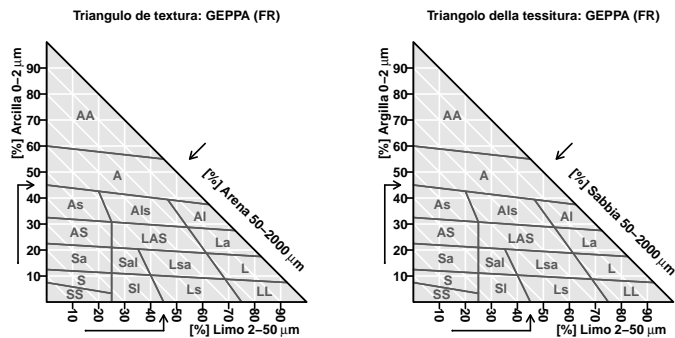 Triangulo de textura: GEPPA (FR)
[%] Arcilla 0–2 µm
90
80
70
60
50
40
30
20
10
AA
A
As
Als
Al
AS
LAS
La
Sa
Sal
Lsa
L
S
SS
Sl
Ls
LL
[%] Arena 50–2000 µm
10 20 30 40 50 60 70 80 90
[%] Limo 2–50 µm
Triangolo della tessitura: GEPPA (FR)
[%] Argilla 0–2 µm
90
80
70
60
50
40
30
20
10
AA
A
As
Als
Al
AS
LAS
La
Sa
Sal
Lsa
L
S
SS
Sl
Ls
LL
[%] Sabbia 50–2000 µm
10 20 30 40 50 60 70 80 90
[%] Limo 2–50 µm